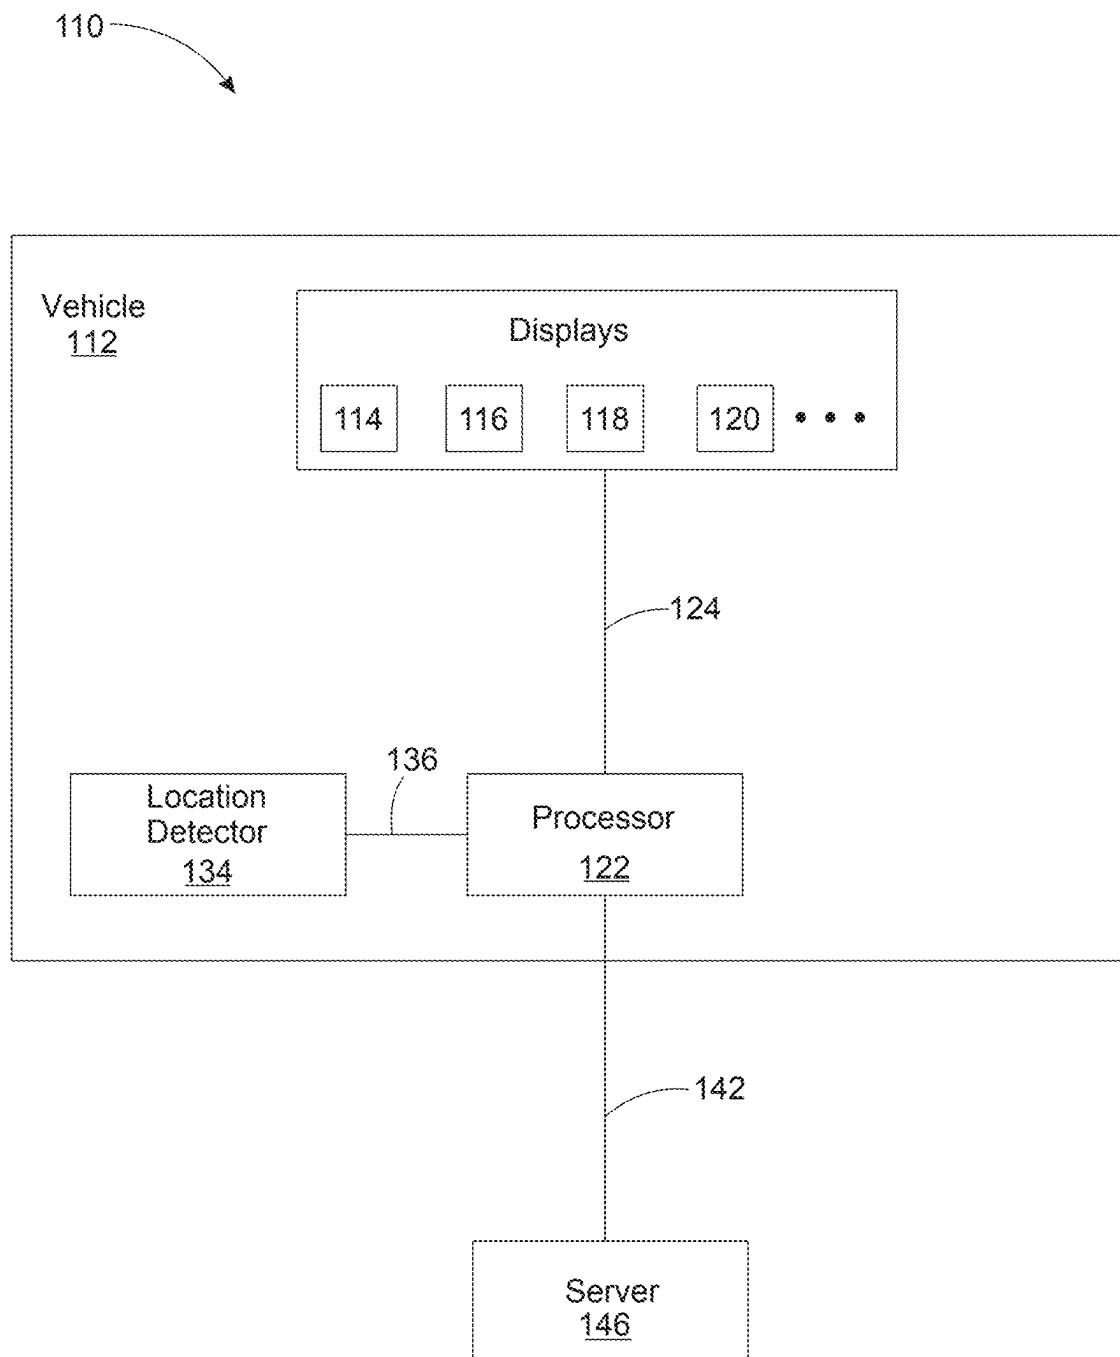 110
Vehicle
112
Displays
114 116 118 120 • • •
124
136
Location
Detector
134
Processor
122
142
Server
146